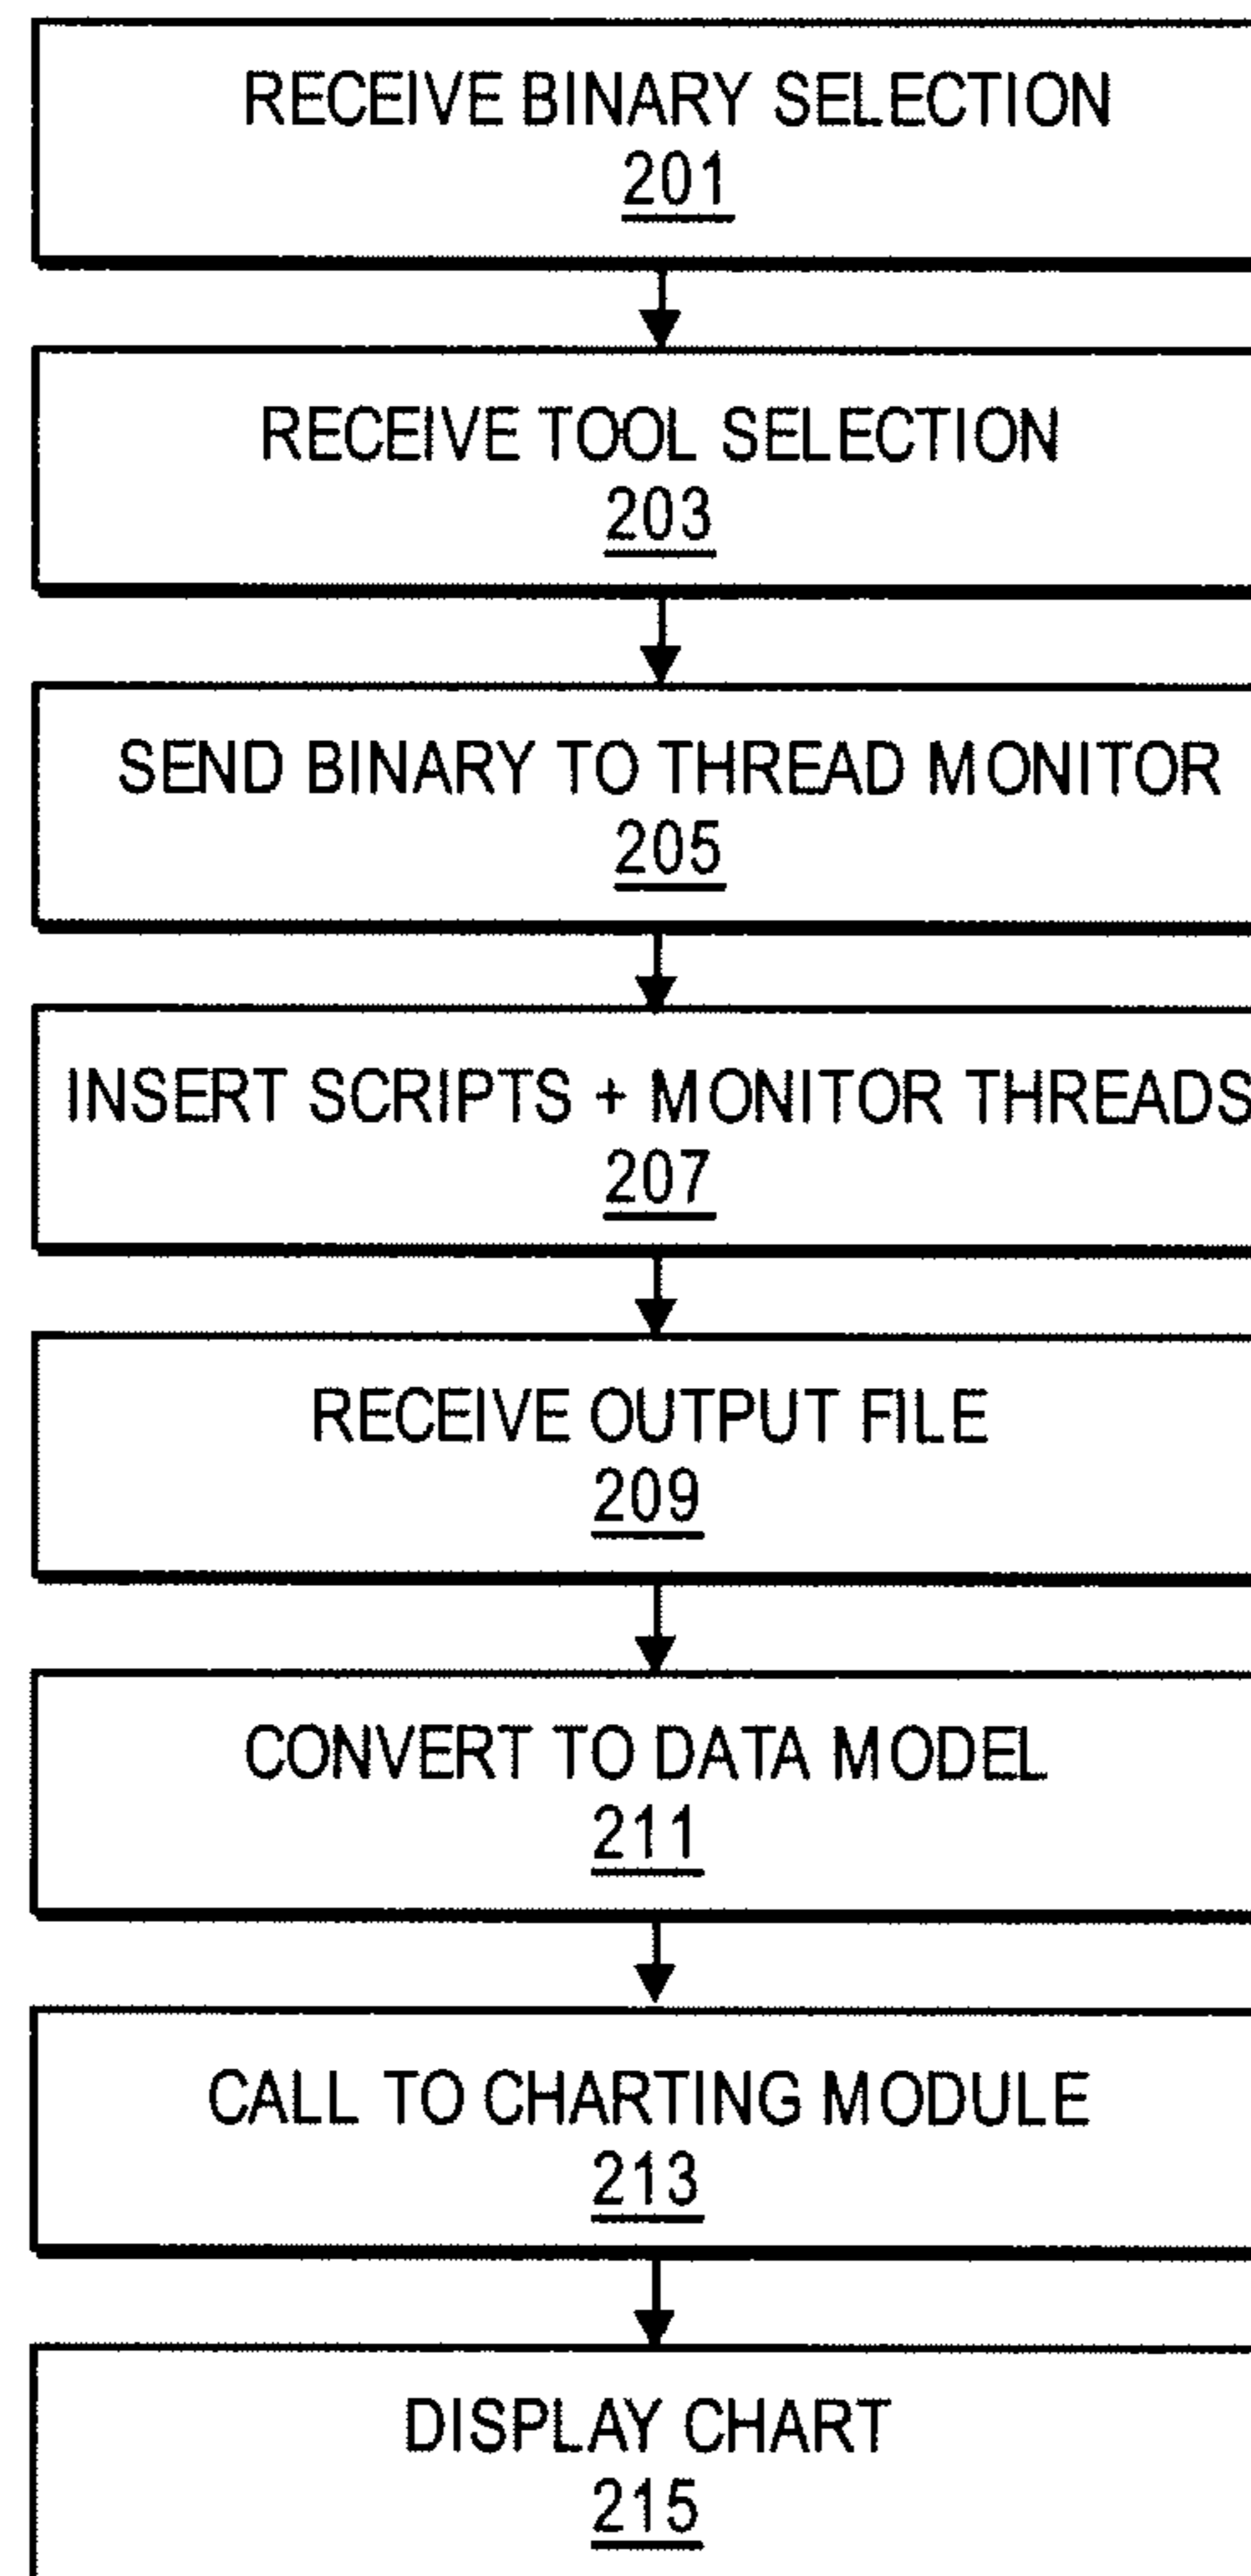 RECEIVE BINARY SELECTION
201
RECEIVE TOOL SELECTION
203
SEND BINARY TO THREAD MONITOR
205
INSERT SCRIPTS + MONITOR THREADS
207
RECEIVE OUTPUT FILE
209
CONVERT TO DATA MODEL
211
CALL TO CHARTING MODULE
213
DISPLAY CHART
215